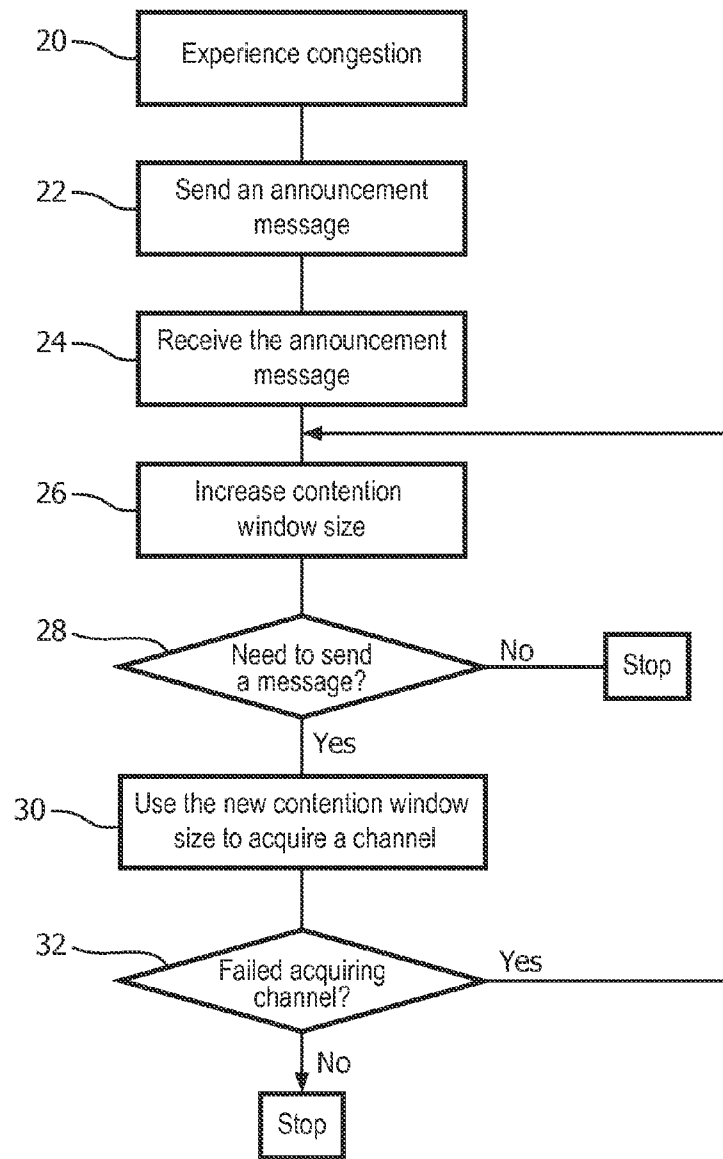 20
Experience congestion
22
Send an announcement
message
24
Receive the announcement
message
26
Increase contention
window size
28
Need to send
a message?
No
Stop
Yes
30
Use the new contention window
size to acquire a channel
32
Failed acquiring
channel?
Yes
No
Stop